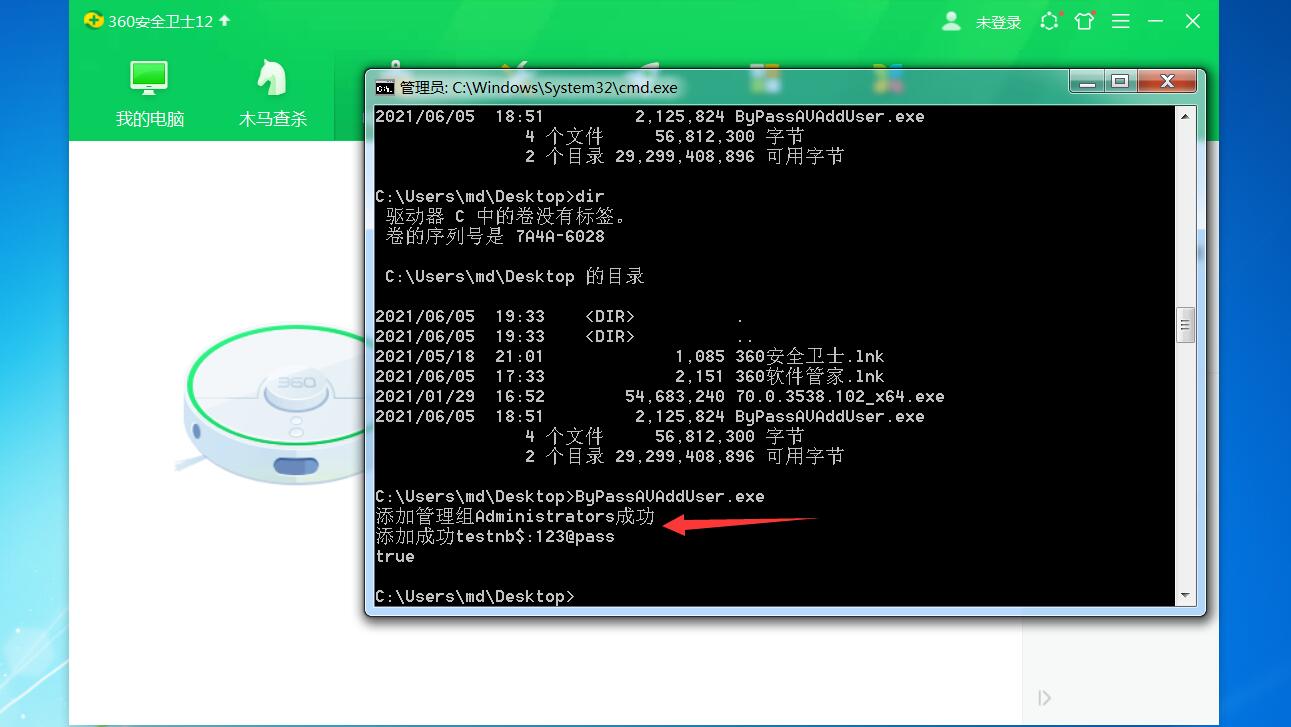 360安全卫士12
未登录
我的电脑
木马查杀
管理员: C:\Windows\System32\cmd.exe
2021/06/05  18:51         2,125,824 ByPassAVAddUser.exe
4 个文件     56,812,300 字节
2 个目录 29,299,408,896 可用字节
C:\Users\md\Desktop>dir
驱动器 C 中的卷没有标签。
卷的序列号是 7A4A-6028
C:\Users\md\Desktop 的目录
2021/06/05  19:33    <DIR>          .
2021/06/05  19:33    <DIR>          ..
2021/05/18  21:01             1,085 360安全卫士.lnk
2021/06/05  17:33             2,151 360软件管家.lnk
2021/01/29  16:52        54,683,240 70.0.3538.102_x64.exe
2021/06/05  18:51         2,125,824 ByPassAVAddUser.exe
4 个文件     56,812,300 字节
2 个目录 29,299,408,896 可用字节
C:\Users\md\Desktop>ByPassAVAddUser.exe
添加管理组Administrators成功
添加成功testnb$:123@pass
true
C:\Users\md\Desktop>
360